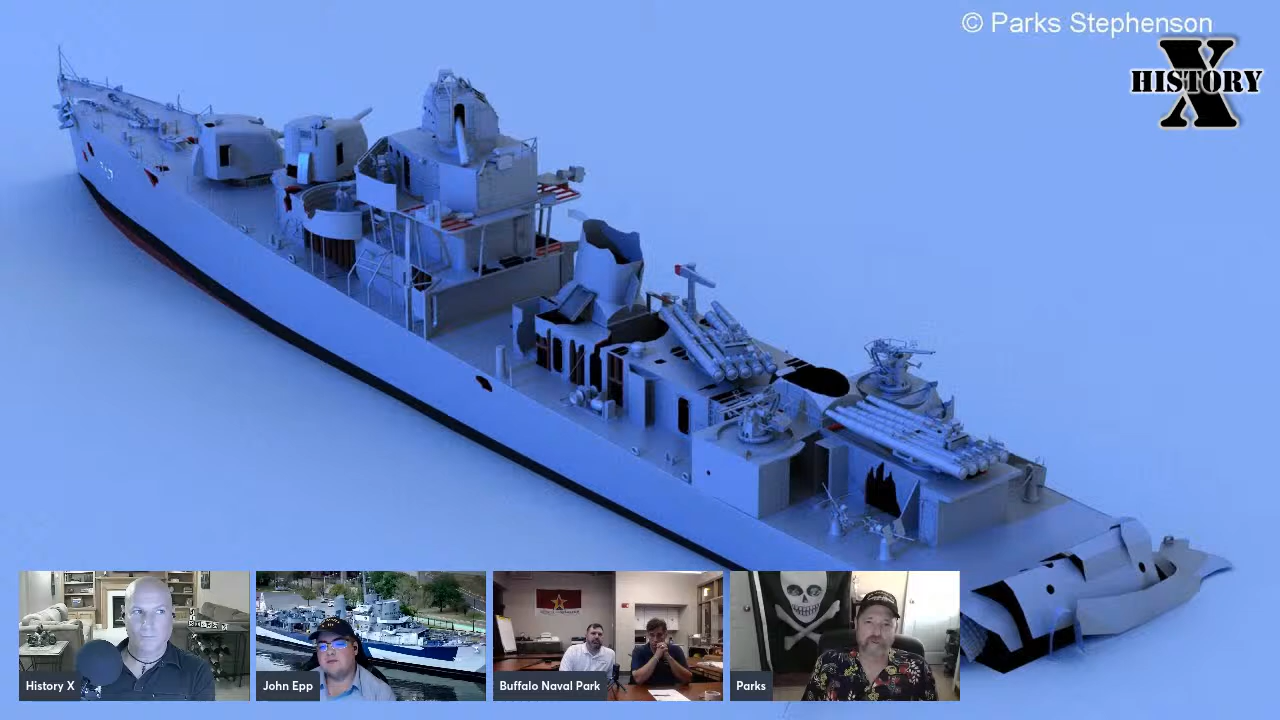 © Parks Stephenson
HISTORY
X
History X
John Epp
Buffalo Naval Park
Parks